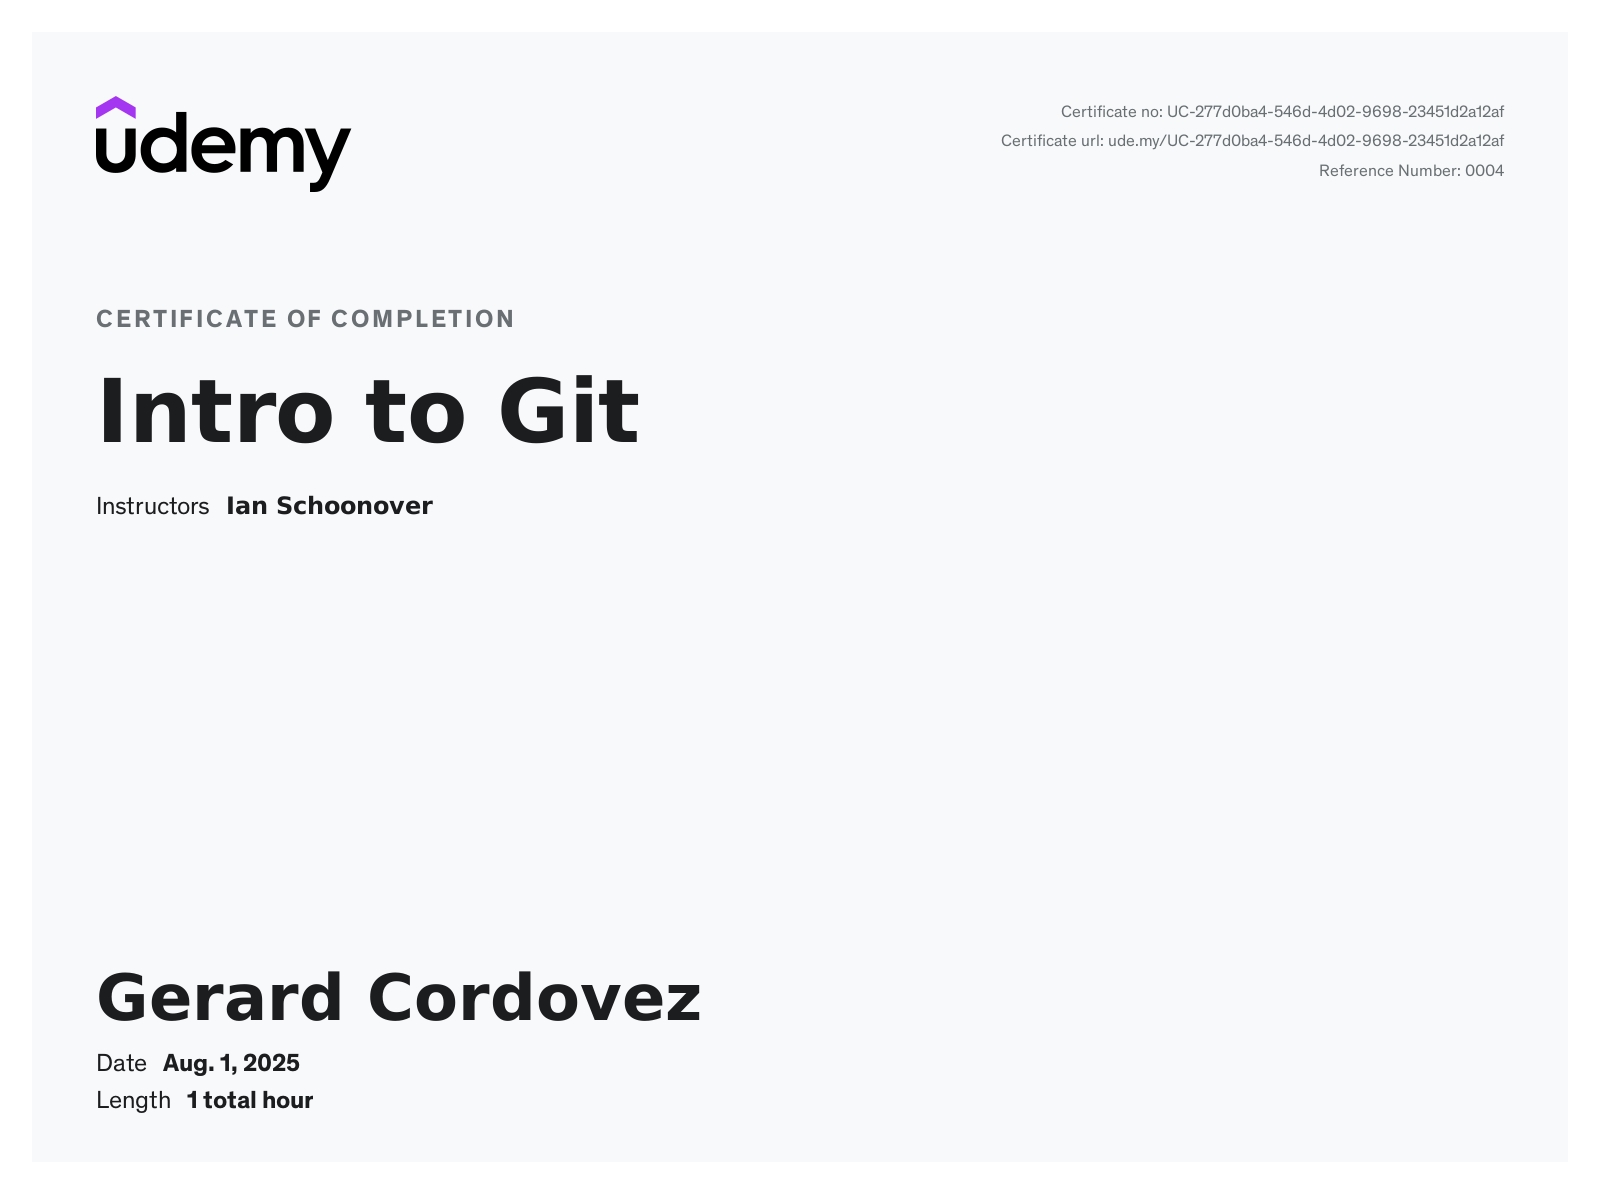 udemy
Certificate no: UC-277d0ba4-546d-4d02-9698-23451d2a12af
Certificate url: ude.my/UC-277d0ba4-546d-4d02-9698-23451d2a12af
Reference Number: 0004
CERTIFICATE OF COMPLETION
Intro to Git
Instructors Ian Schoonover
Gerard Cordovez
Date Aug. 1, 2025
Length 1 total hour